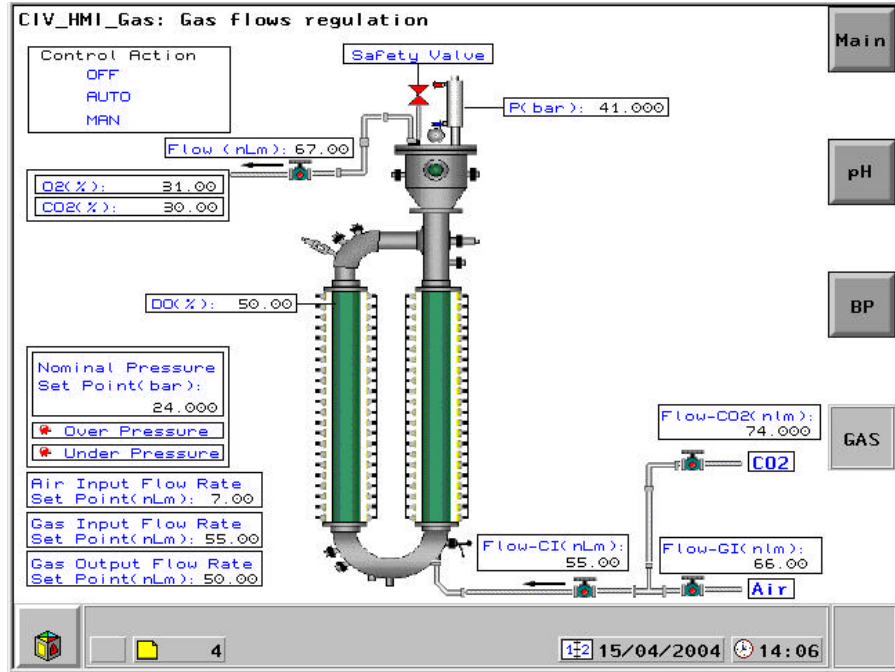 CIV_HMI_Gas: Gas flows regulation
Main
Control Action
OFF
AUTO
MAN
Safety Valve
P(bar): 41.000
Flow (nLm): 67.00
O2(%): 31.00
CO2(%): 30.00
pH
DO(%): 50.00
BP
Nominal Pressure
Set Point(bar):
24.000
Over Pressure
Under Pressure
Air Input Flow Rate
Set Point(nLm): 7.00
Gas Input Flow Rate
Set Point(nLm): 55.00
Gas Output Flow Rate
Set Point(nLm): 50.00
Flow-CO2(nlm):
74.000
GAS
CO2
Flow-CI(nLm):
55.00
Flow-GI(nlm):
66.00
Air
4
1 2 15/04/2004 14:06